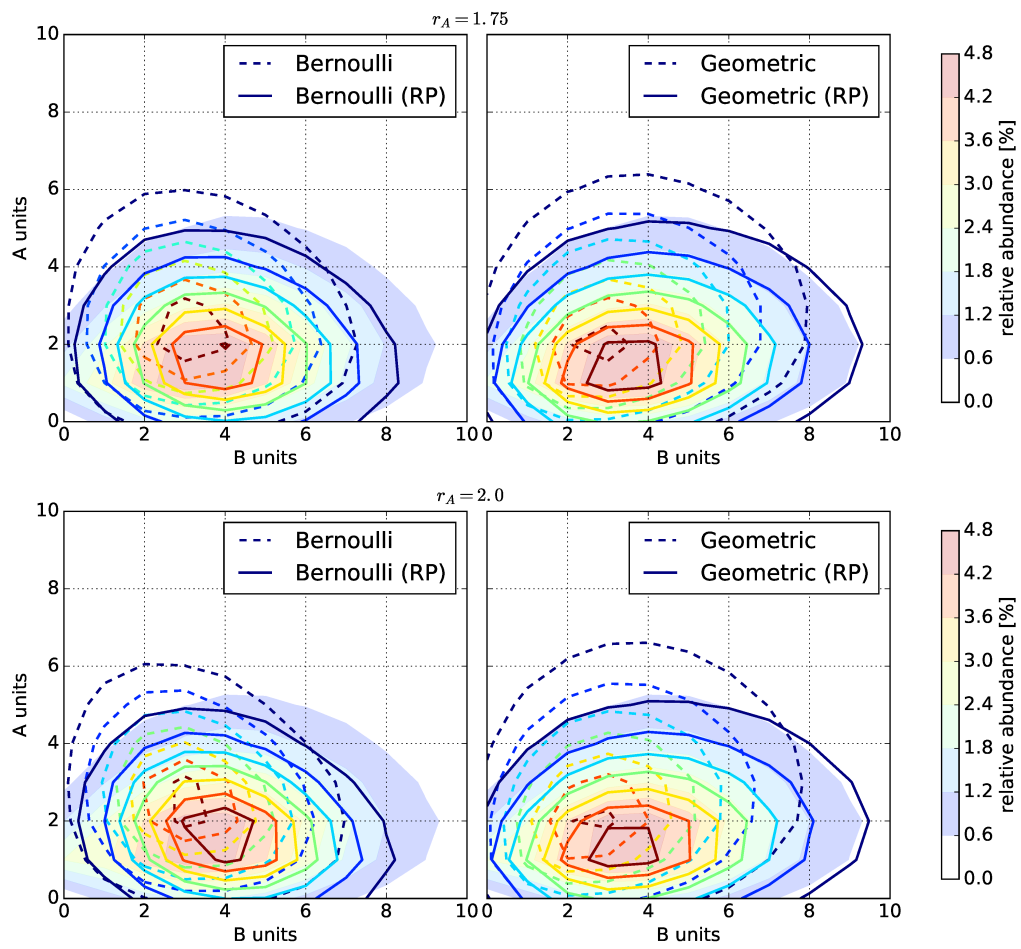 r_A = 1.75
10
8
6
4
2
0
A units
Bernoulli
Bernoulli (RP)
0 2 4 6 8 10
B units
Geometric
Geometric (RP)
0 2 4 6 8 10
B units
4.8
4.2
3.6
3.0
2.4
1.8
1.2
0.6
0.0
relative abundance [%]
r_A = 2.0
10
8
6
4
2
0
A units
Bernoulli
Bernoulli (RP)
0 2 4 6 8 10
B units
Geometric
Geometric (RP)
2 4 6 8 10
B units
4.8
4.2
3.6
3.0
2.4
1.8
1.2
0.6
0.0
relative abundance [%]